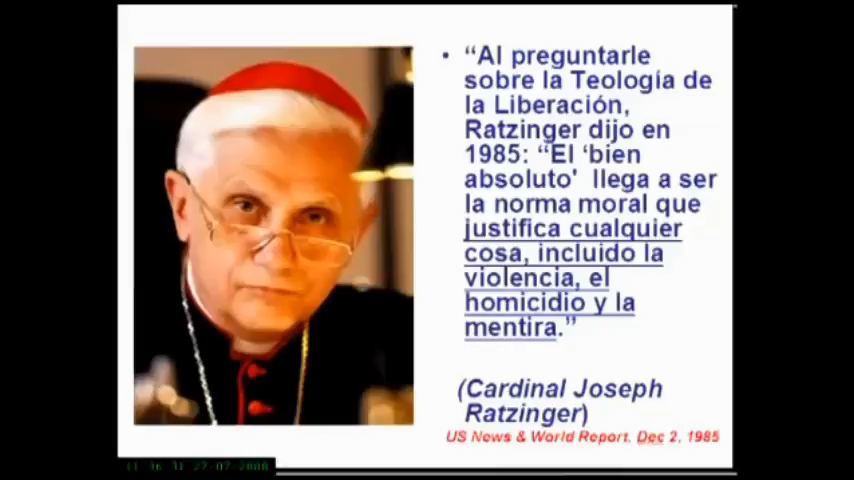 • “Al preguntarle
sobre la Teología de
la Liberación,
Ratzinger dijo en
1985: “El ‘bien
absoluto' llega a ser
la norma moral que
justifica cualquier
cosa, incluido la
violencia, el
homicidio y la
mentira.”
(Cardinal Joseph
Ratzinger)
US News & World Report, Dec 2, 1985